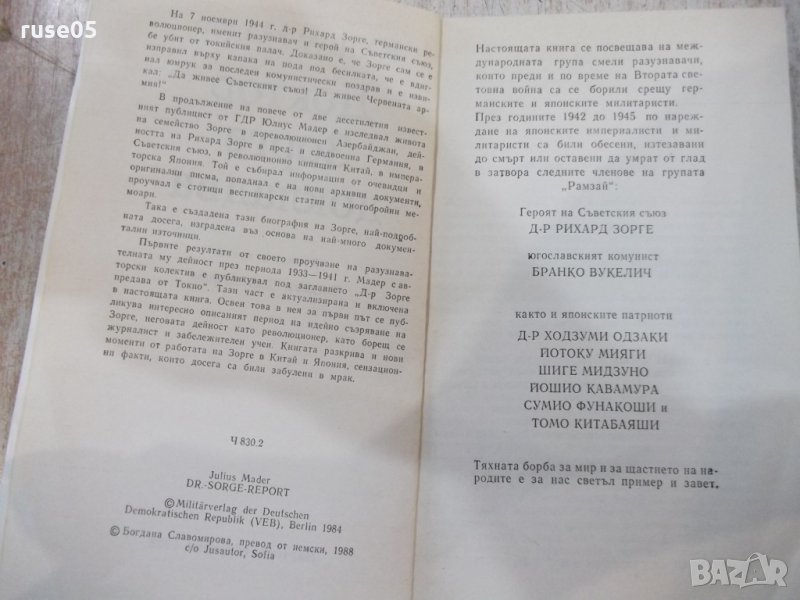 ruse05
На 7 ноември 1944 г. д-р Рихард Зорге, германски ре-
волюционер, именит разузнавач и герой на Съветския съюз,
бе убит от токийския палач. Доказано е, че Зорге сам се е
изправил върху капака на пода под бесилката, че е вдиг-
нал юмрук за последен комунистически поздрав и е изви-
кал: „Да живее Съветският съюз! Да живее Червената ар-
мия!“
В продължение на повече от две десетилетия извест-
ният публицист от ГДР Юлиус Мадер е изследвал живота
на семейство Зорге в дореволюционен Азербайджан, дей-
ността на Рихард Зорге в пред- и следвоенна Германия, в
Съветския съюз, в революционно кипящия Китай, в импера-
торска Япония. Той е събирал информация от очевидци и
оригинални писма, попаднал е на нови архивни документи,
проучвал е стотици вестникарски статии и многобройни ме-
моари.
Така е създадена тази биография на Зорге, най-подроб-
ната досега, изградена въз основа на най-много докумен-
тални източници.
Първите резултати от своето проучване на разузнава-
телната му дейност през периода 1933—1941 г. Мадер с ав-
торски колектив е публикувал под заглавието „Д-р Зорге
предава от Токио“. Тази част е актуализирана и включена
в настоящата книга. Освен това в нея за първи път се пуб-
ликува интересно описаният период на идейно съзряване на
Зорге, неговата дейност като революционер, като борец и
журналист и забележителен учен. Книгата разкрива и нови
моменти от работата на Зорге в Китай и Япония, сензацион-
ни факти, които досега са били забулени в мрак.
Ч 830.2
Julius Mader
DR.-SORGE-REPORT
© Militärverlag der Deutschen
Demokratischen Republik (VEB), Berlin 1984
© Богдана Славомирова, превод от немски, 1988
c/o Jusautor, Sofia
Настоящата книга се посвещава на меж-
дународната група смели разузнавачи,
които преди и по време на Втората све-
товна война са се борили срещу гер-
манските и японските милитаристи.
През годините 1942 до 1945 по нареж-
дане на японските империалисти и ми-
литаристи са били обесени, изтезавани
до смърт или оставени да умрат от глад
в затвора следните членове на групата
„Рамзай“:
Героят на Съветския съюз
Д-Р РИХАРД ЗОРГЕ
югославският комунист
БРАНКО ВУКЕЛИЧ
както и японските патриоти
Д-Р ХОДЗУМИ ОДЗАКИ
ЙОТОКУ МИЯГИ
ШИГЕ МИДЗУНО
ЙОШИО КАВАМУРА
СУМИО ФУНАКОШИ и
ТОМО КИТАБАЯШИ
Тяхната борба за мир и за щастието на на-
родите е за нас светъл пример и завет.
BAZAR